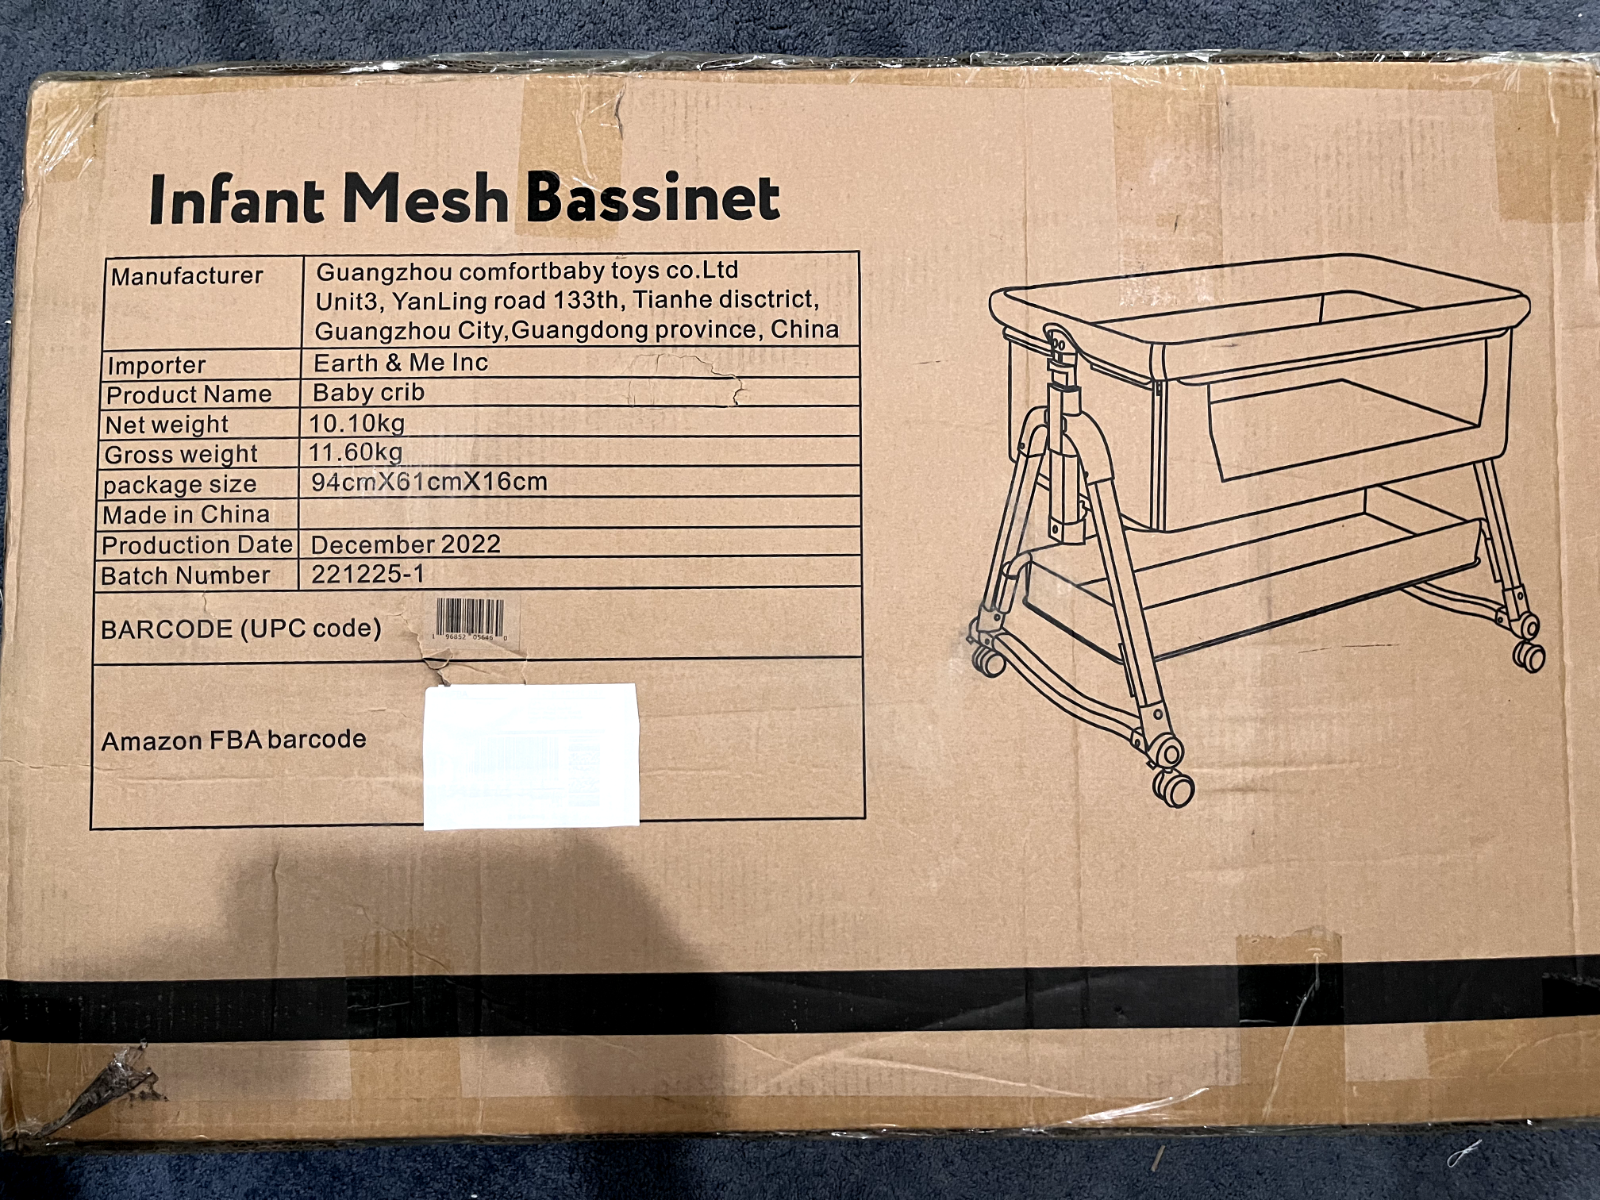 Infant Mesh Bassinet
Manufacturer
Guangzhou comfortbaby toys co.Ltd
Unit3, YanLing road 133th, Tianhe disctrict,
Guangzhou City,Guangdong province, China
Importer Earth & Me Inc
Product Name Baby crib
Net weight 10.10kg
Gross weight 11.60kg
package size 94cmX61cmX16cm
Made in China
Production Date December 2022
Batch Number 221225-1
BARCODE (UPC code)
Amazon FBA barcode